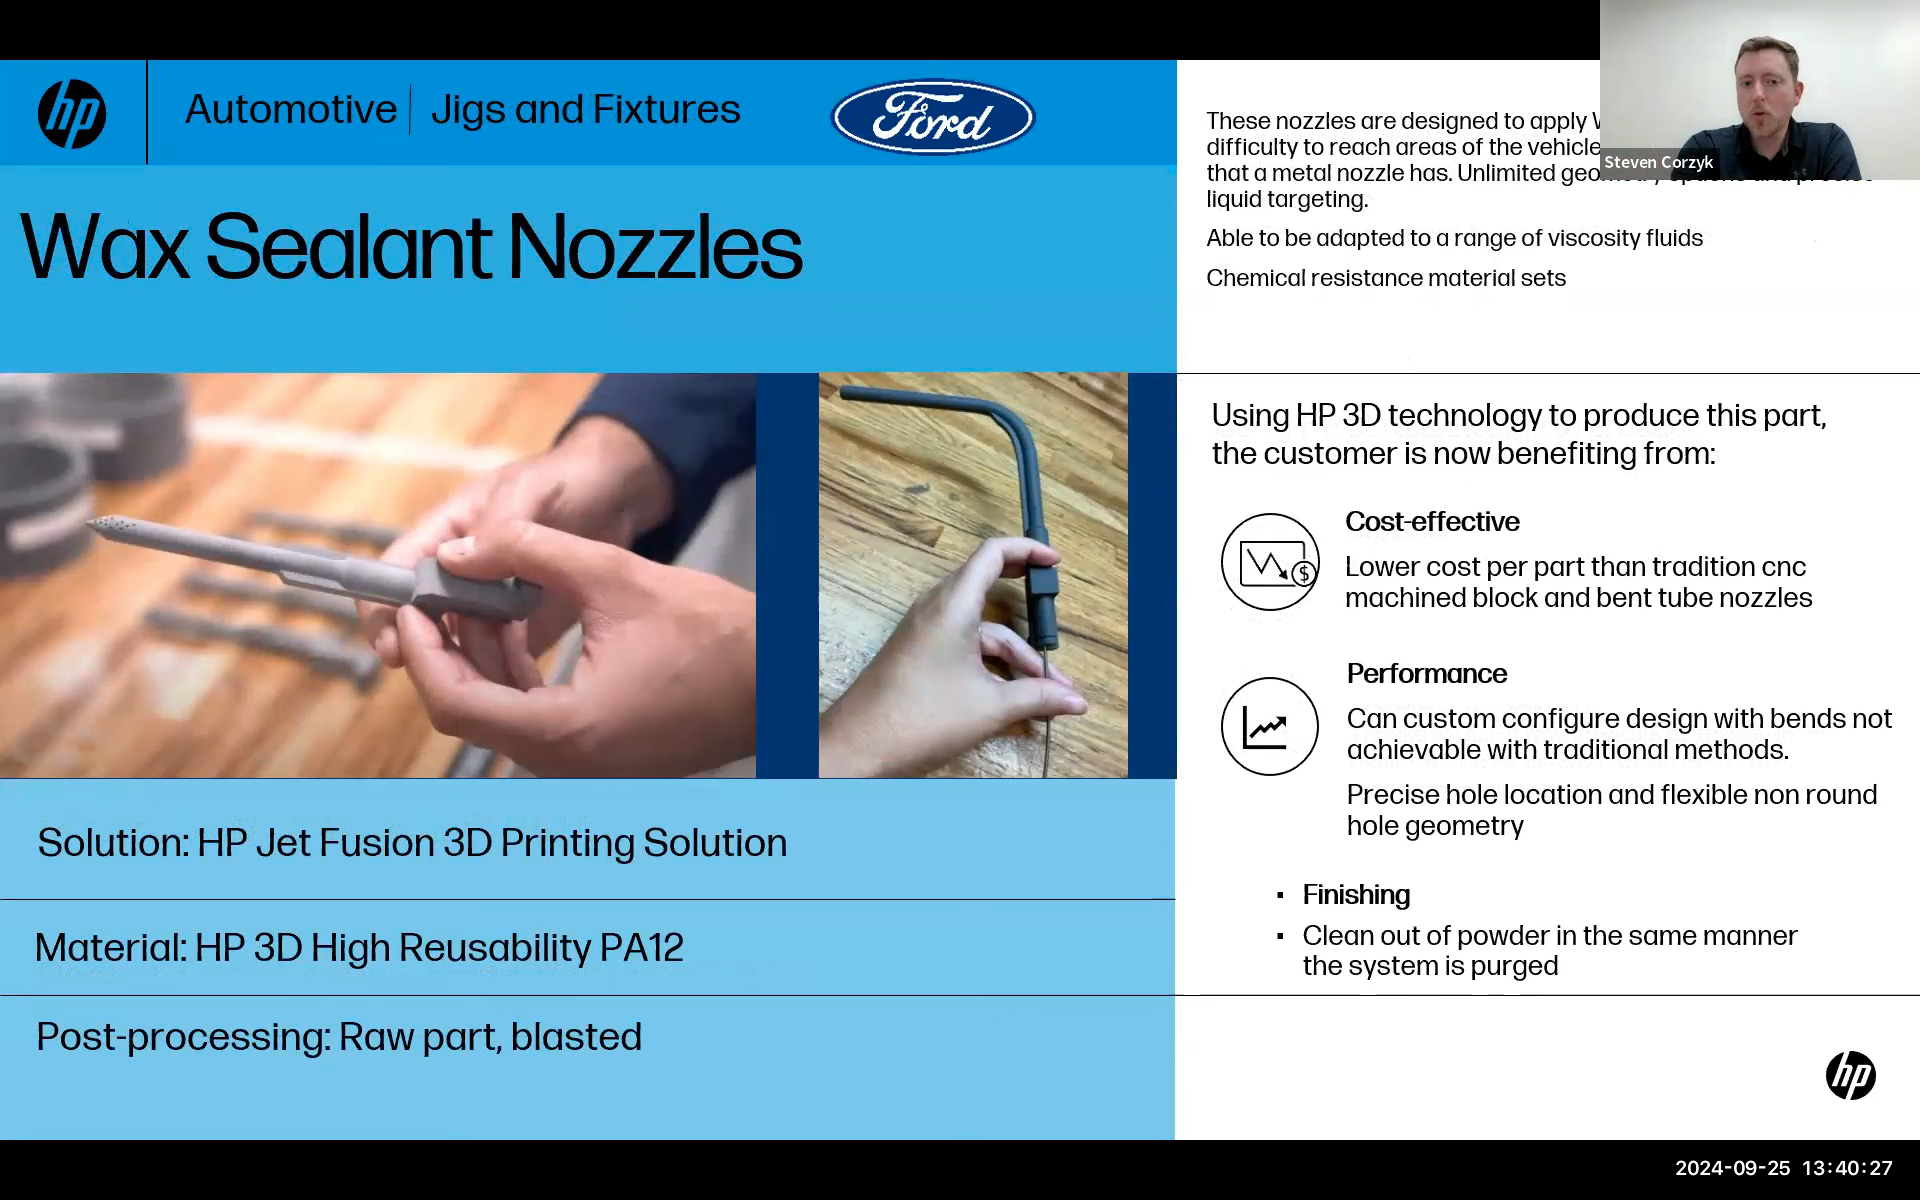 hp
Automotive | Jigs and Fixtures
Ford
Wax Sealant Nozzles
These nozzles are designed to apply
difficulty to reach areas of the vehicle
that a metal nozzle has. Unlimited
liquid targeting.
Able to be adapted to a range of viscosity fluids
Chemical resistance material sets
Steven Corzyk
Using HP 3D technology to produce this part,
the customer is now benefiting from:
Cost-effective
$
Lower cost per part than tradition cnc
machined block and bent tube nozzles
Performance
Can custom configure design with bends not
achievable with traditional methods.
Precise hole location and flexible non round
hole geometry
▪ Finishing
▪ Clean out of powder in the same manner
the system is purged
Solution: HP Jet Fusion 3D Printing Solution
Material: HP 3D High Reusability PA12
Post-processing: Raw part, blasted
hp
2024-09-25 13:40:27